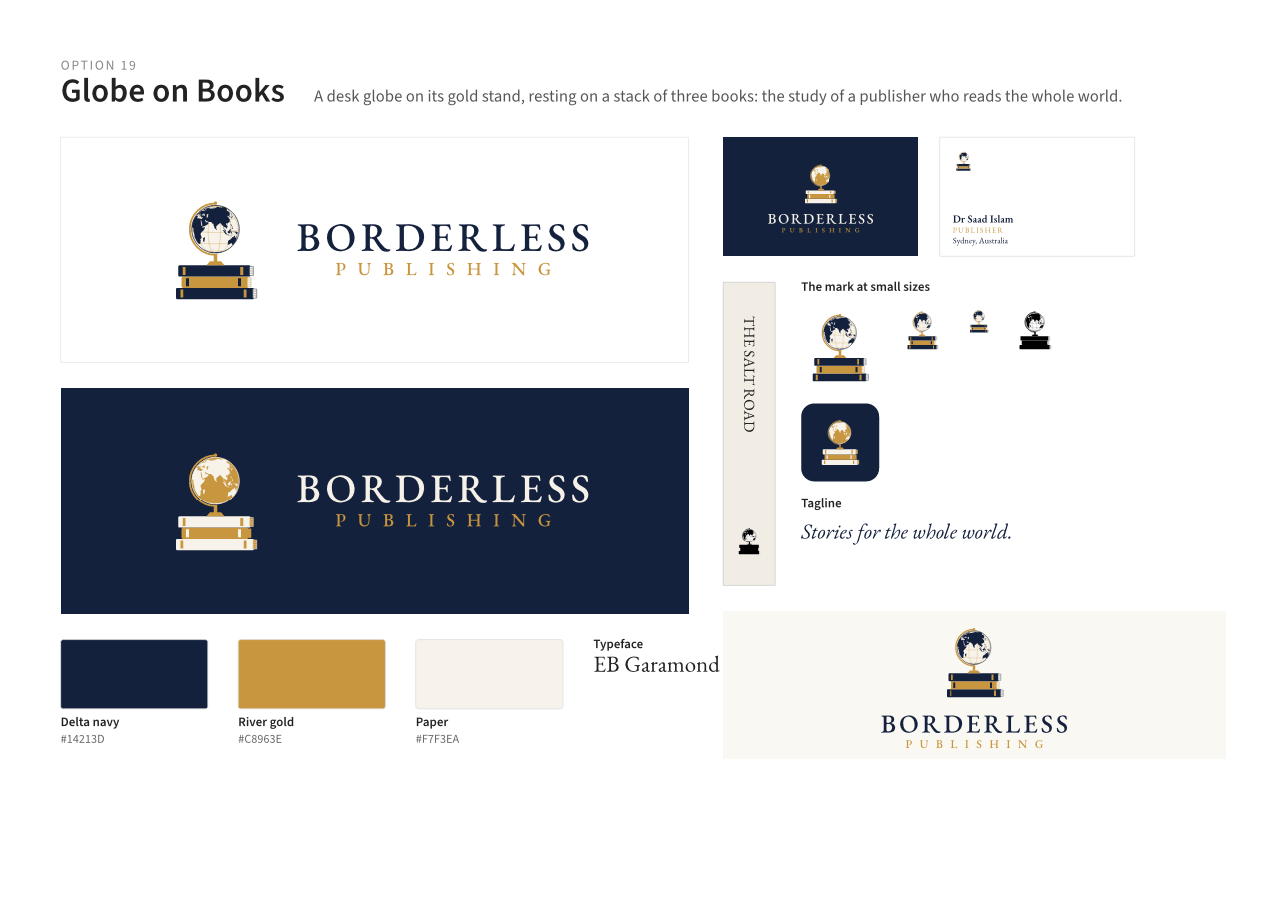 OPTION 19
Globe on Books
A desk globe on its gold stand, resting on a stack of three books: the study of a publisher who reads the whole world.
BORDERLESS
PUBLISHING
BORDERLESS
PUBLISHING
Delta navy
#14213D
River gold
#C8963E
Paper
#F7F3EA
Typeface
EB Garamond
BORDERLESS
PUBLISHING
Dr Saad Islam
PUBLISHER
Sydney, Australia
THE SALT ROAD
The mark at small sizes
Tagline
Stories for the whole world.
BORDERLESS
PUBLISHING